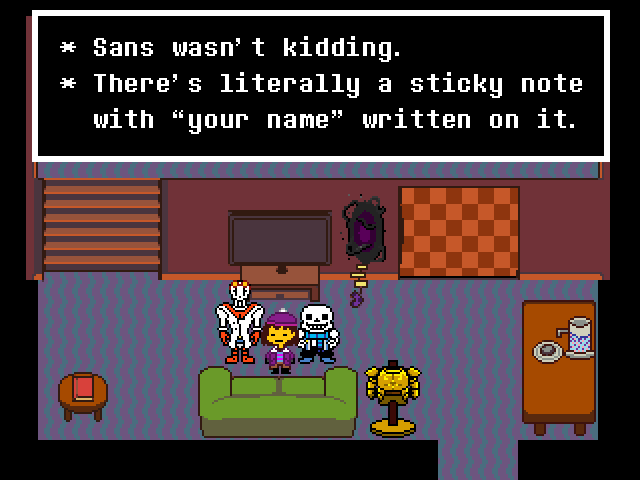 * Sans wasn't kidding.
* There's literally a sticky note
with “your name” written on it.